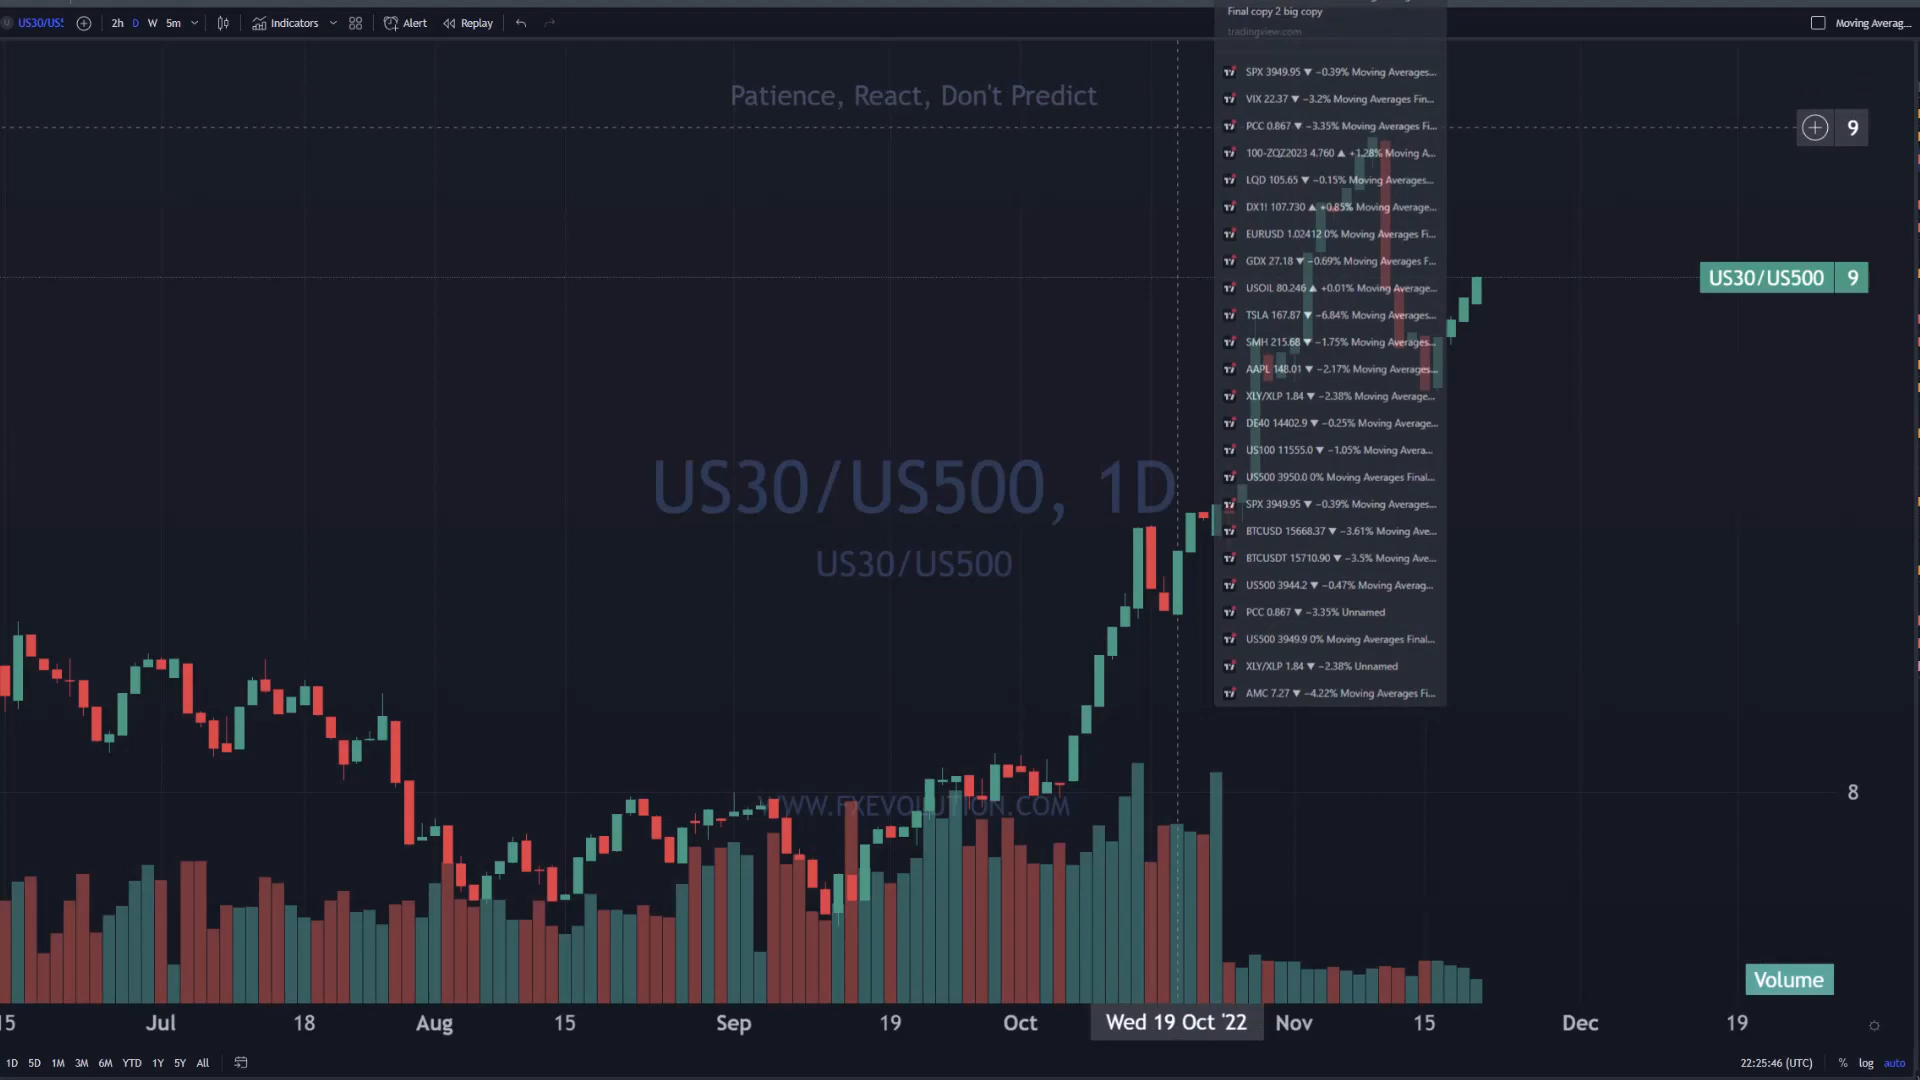 US30/US!
2h D W 5m Indicators Alert Replay
Moving Averag...
Final copy 2 big copy
tradingview.com
Patience, React, Don't Predict
SPX 3949.95 ▼ −0.39% Moving Averages...
VIX 22.37 ▼ −3.2% Moving Averages Fin...
PCC 0.867 ▼ −3.35% Moving Averages Fi...
100-ZQZ2023 4.760 ▲ +1.28% Moving A...
LQD 105.65 ▼ −0.15% Moving Averages...
DX1! 107.730 ▲ +0.85% Moving Average...
EURUSD 1.02412 0% Moving Averages Fi...
GDX 27.18 ▼ −0.69% Moving Averages F...
USOIL 80.246 ▲ +0.01% Moving Average...
TSLA 167.87 ▼ −6.84% Moving Averages...
SMH 215.68 ▼ −1.75% Moving Averages...
AAPL 148.01 ▼ −2.17% Moving Averages...
XLY/XLP 1.84 ▼ −2.38% Moving Average...
DE40 14402.9 ▼ −0.25% Moving Average...
US100 11555.0 ▼ −1.05% Moving Avera...
US500 3950.0 0% Moving Averages Final...
SPX 3949.95 ▼ −0.39% Moving Averages...
BTCUSD 15668.37 ▼ −3.61% Moving Ave...
BTCUSDT 15710.90 ▼ −3.5% Moving Ave...
US500 3944.2 ▼ −0.47% Moving Averag...
PCC 0.867 ▼ −3.35% Unnamed
US500 3949.9 0% Moving Averages Final...
XLY/XLP 1.84 ▼ −2.38% Unnamed
AMC 7.27 ▼ −4.22% Moving Averages Fi...
9
US30/US500 9
US30/US500, 1D
US30/US500
WWW.FXEVOLUTION.COM
8
Volume
15 Jul 18 Aug 15 Sep 19 Oct Wed 19 Oct '22 Nov 15 Dec 19
1D 5D 1M 3M 6M YTD 1Y 5Y All
22:25:46 (UTC) % log auto